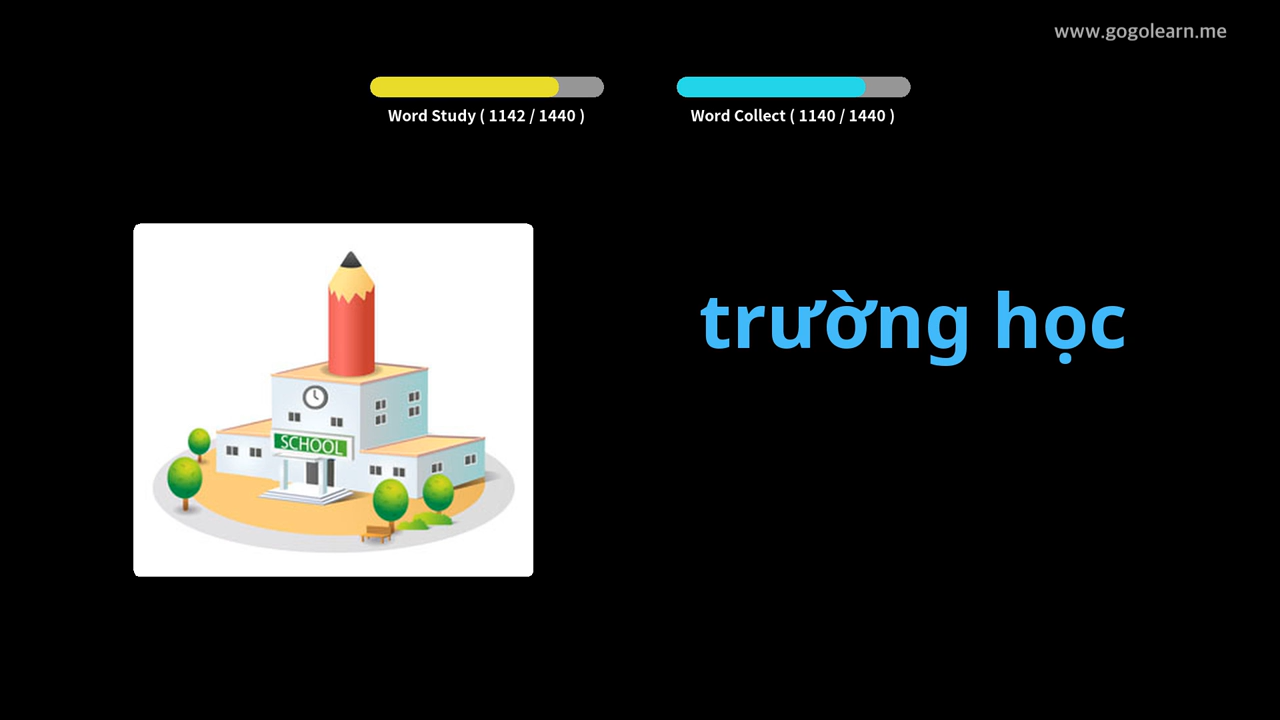 www.gogolearn.me
Word Study ( 1142 / 1440 )
Word Collect ( 1140 / 1440 )
trường học
SCHOOL